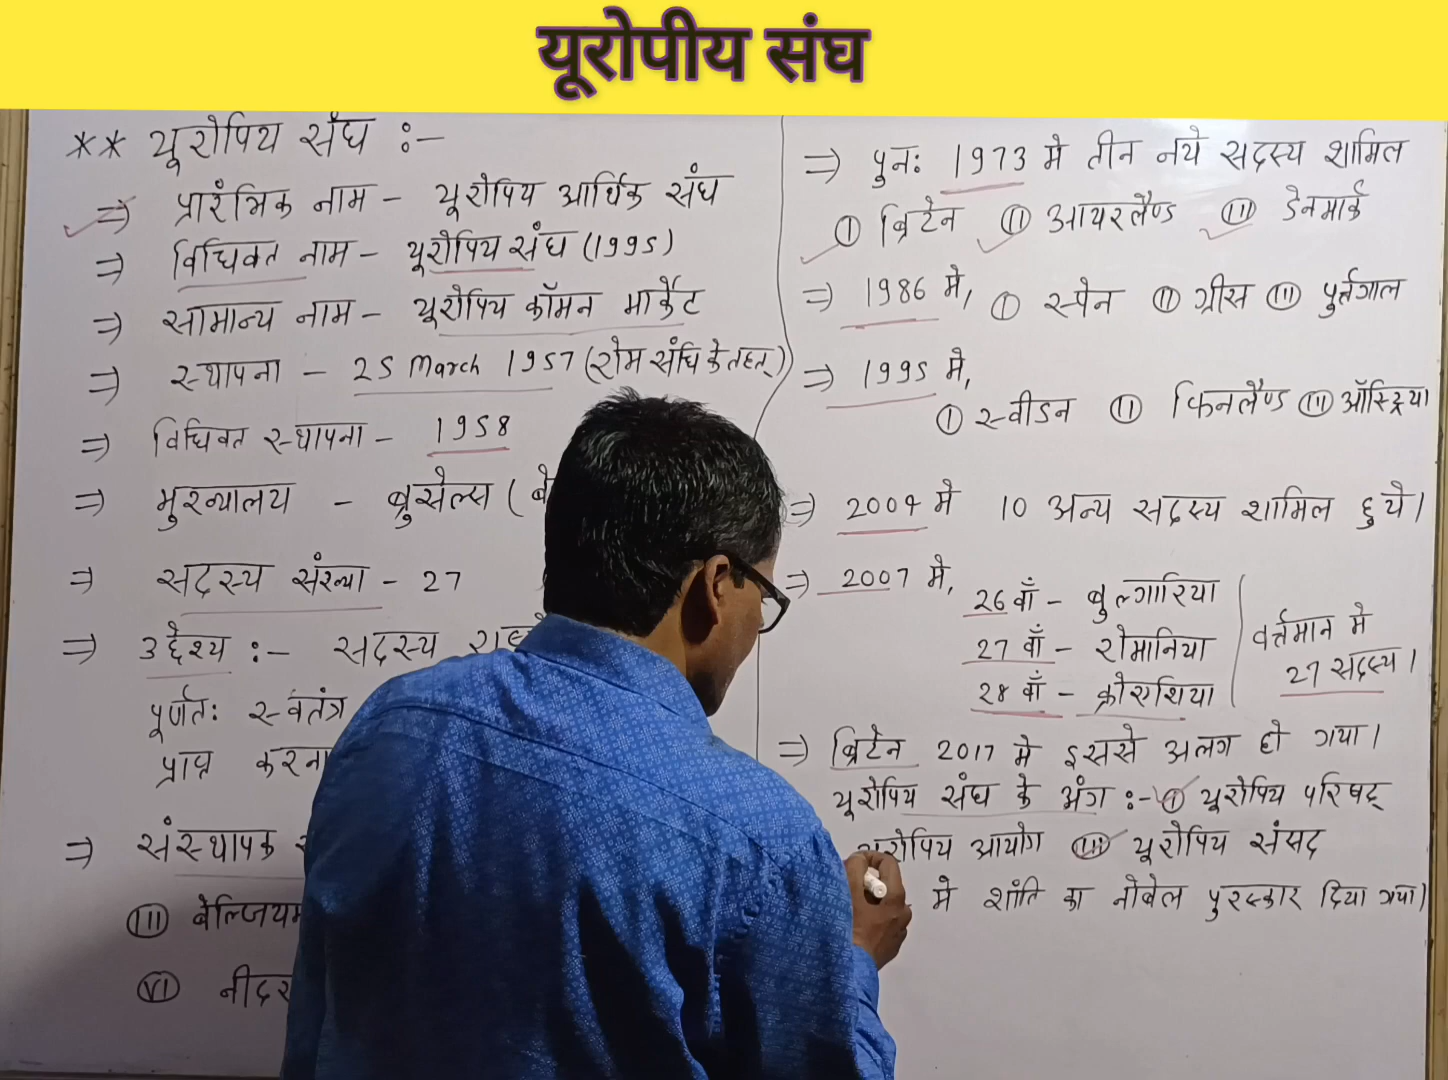 यूरोपीय संघ
** यूरोपिय संघ :-
=> प्रारंभिक नाम - यूरोपिय आर्थिक संघ
=> विधिवत नाम - यूरोपिय संघ (1995)
=> सामान्य नाम - यूरोपिय कॉमन मार्केट
=> स्थापना - 25 March 1957 (रोम संधि के तहत्)
=> विधिवत स्थापना - 1958
=> मुख्यालय - ब्रुसेल्स (बे
=> सदस्य संख्या - 27
=> उद्देश्य :- सदस्य
पूर्णतः स्वतंत्र
प्राप्त करना
=> संस्थापक
(III) बेल्जियम
(VI) नीदर
=> पुनः 1973 मे तीन नये सदस्य शामिल
(I) ब्रिटेन (II) आयरलैण्ड (III) डेनमार्क
=> 1986 मे, (I) स्पेन (II) ग्रीस (III) पुर्तगाल
=> 1995 मे,
(I) स्वीडन (II) फिनलैण्ड (III) ऑस्ट्रिया
=> 2004 मे 10 अन्य सदस्य शामिल हुये।
=> 2007 मे,
26 वाँ - बुल्गारिया
27 वाँ - रोमानिया
28 वाँ - क्रोएशिया
वर्त्तमान मे
27 सदस्य।
=> ब्रिटेन 2017 मे इससे अलग हो गया।
यूरोपिय संघ के अंग :- (I) यूरोपिय परिषद्
यूरोपिय आयोग (III) यूरोपिय संसद
मे शांति का नोबेल पुरस्कार दिया गया।